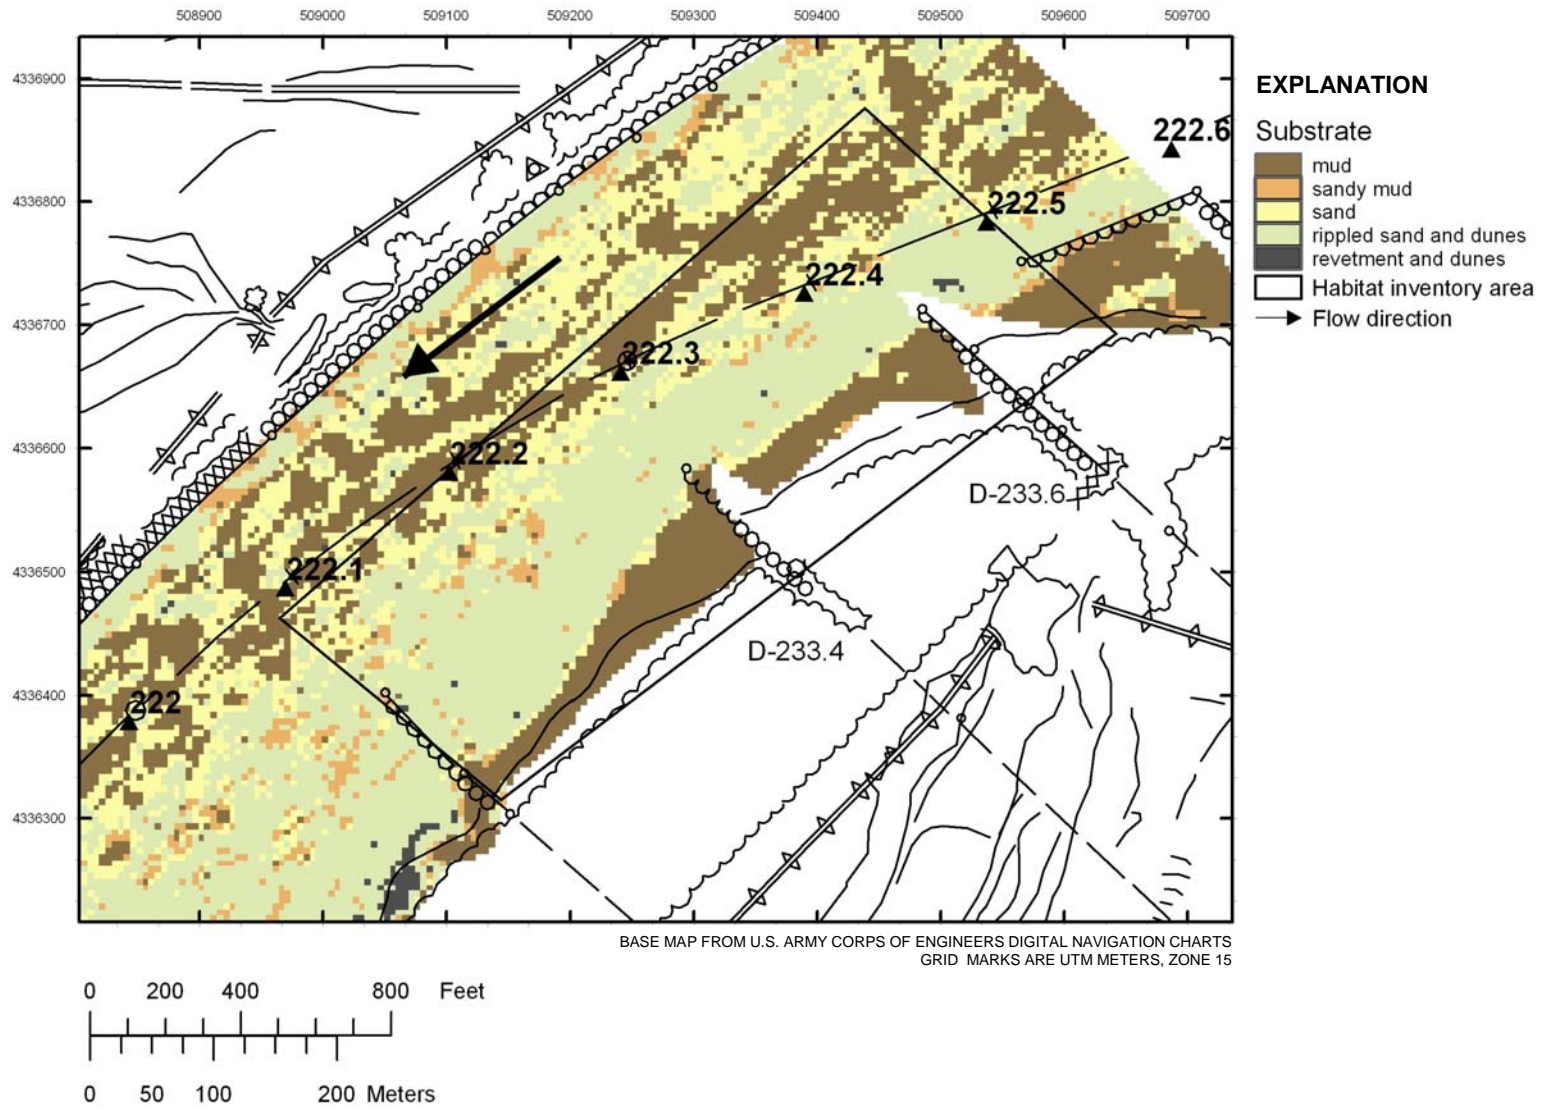 508900 509000 509100 509200 509300 509400 509500 509600 509700
4336900
4336800
4336700
4336600
4336500
4336400
4336300
222.6
222.5
222.4
222.3
222.2
222.1
222
D-233.6
D-233.4
EXPLANATION
Substrate
mud
sandy mud
sand
rippled sand and dunes
revetment and dunes
Habitat inventory area
Flow direction
BASE MAP FROM U.S. ARMY CORPS OF ENGINEERS DIGITAL NAVIGATION CHARTS
GRID MARKS ARE UTM METERS, ZONE 15
0 200 400 800 Feet
0 50 100 200 Meters